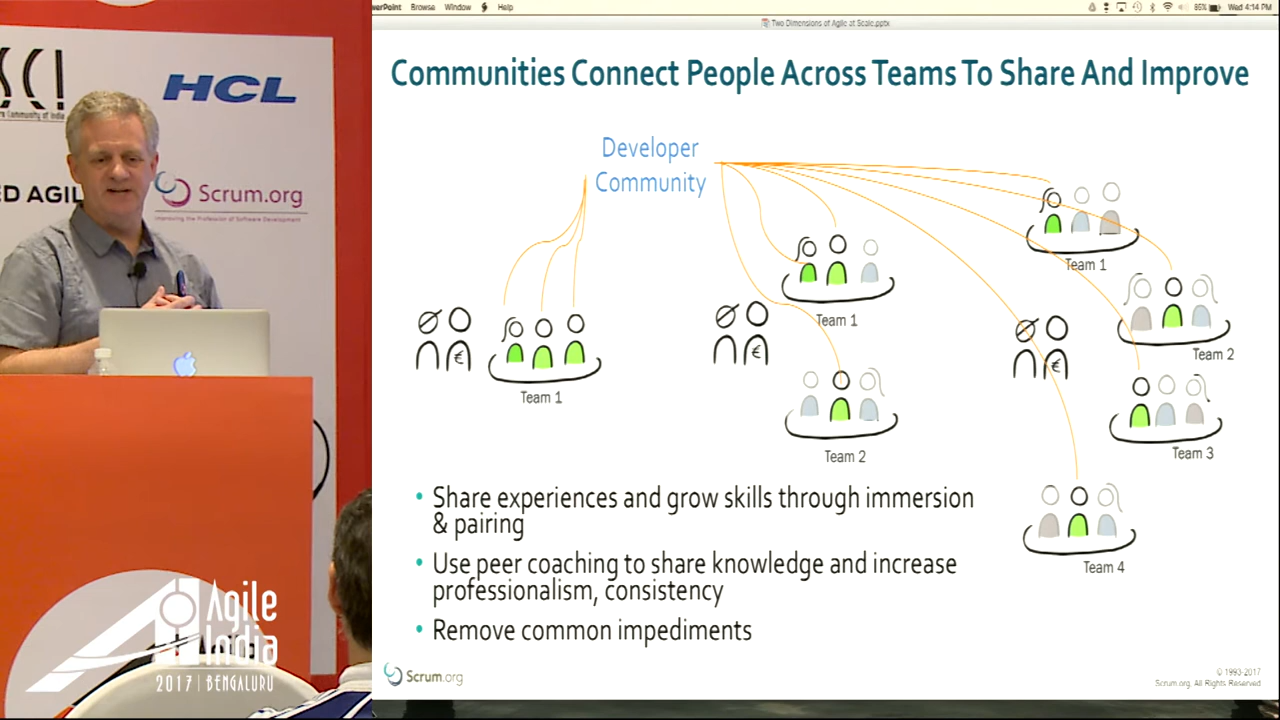 PowerPoint Browse Window Help
85% Wed 4:14 PM
Two Dimensions of Agile at Scale.pptx
Communities Connect People Across Teams To Share And Improve
Developer
Community
Team 1
Team 1
Team 2
Team 1
Team 2
Team 3
Team 4
€
€
€
• Share experiences and grow skills through immersion
& pairing
• Use peer coaching to share knowledge and increase
professionalism, consistency
• Remove common impediments
Scrum.org
© 1993-2017
Scrum.org, All Rights Reserved
HCL
ED AGIL
Scrum.org
Improving the Profession of Software Development
Agile
India
2017 | BENGALURU